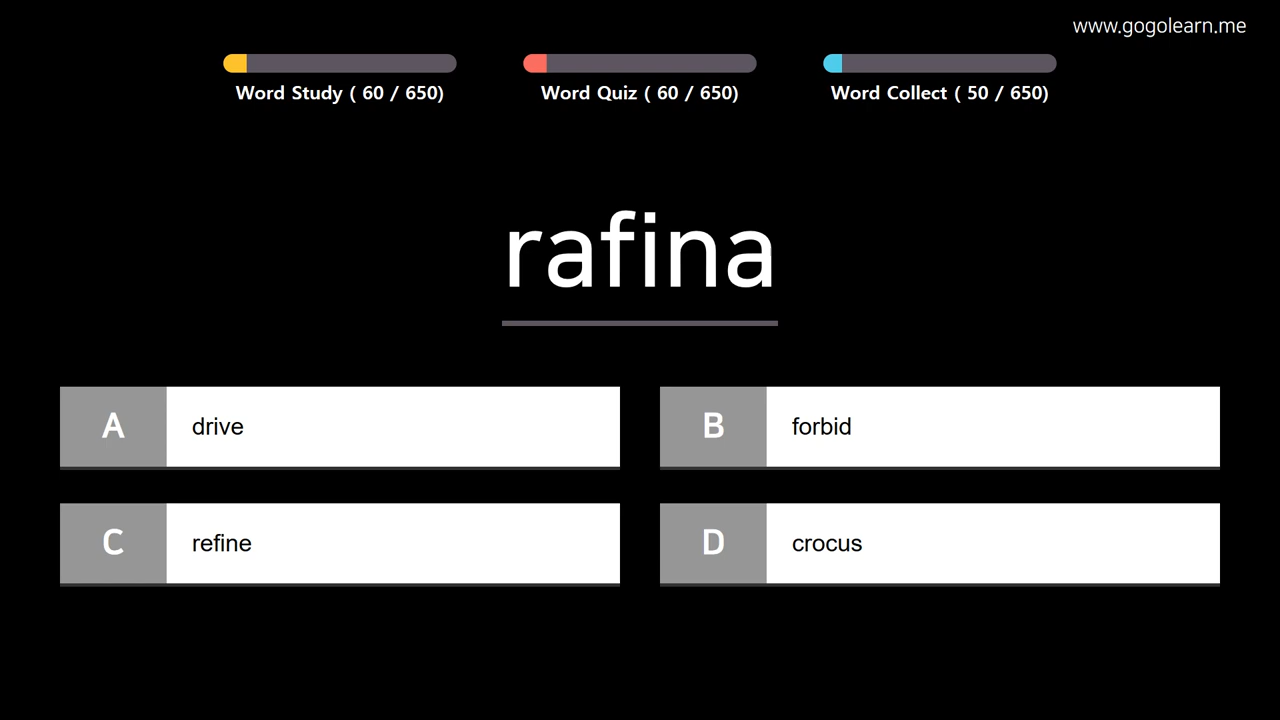 www.gogolearn.me
Word Study ( 60 / 650)
Word Quiz ( 60 / 650)
Word Collect ( 50 / 650)
rafina
A drive
B forbid
C refine
D crocus